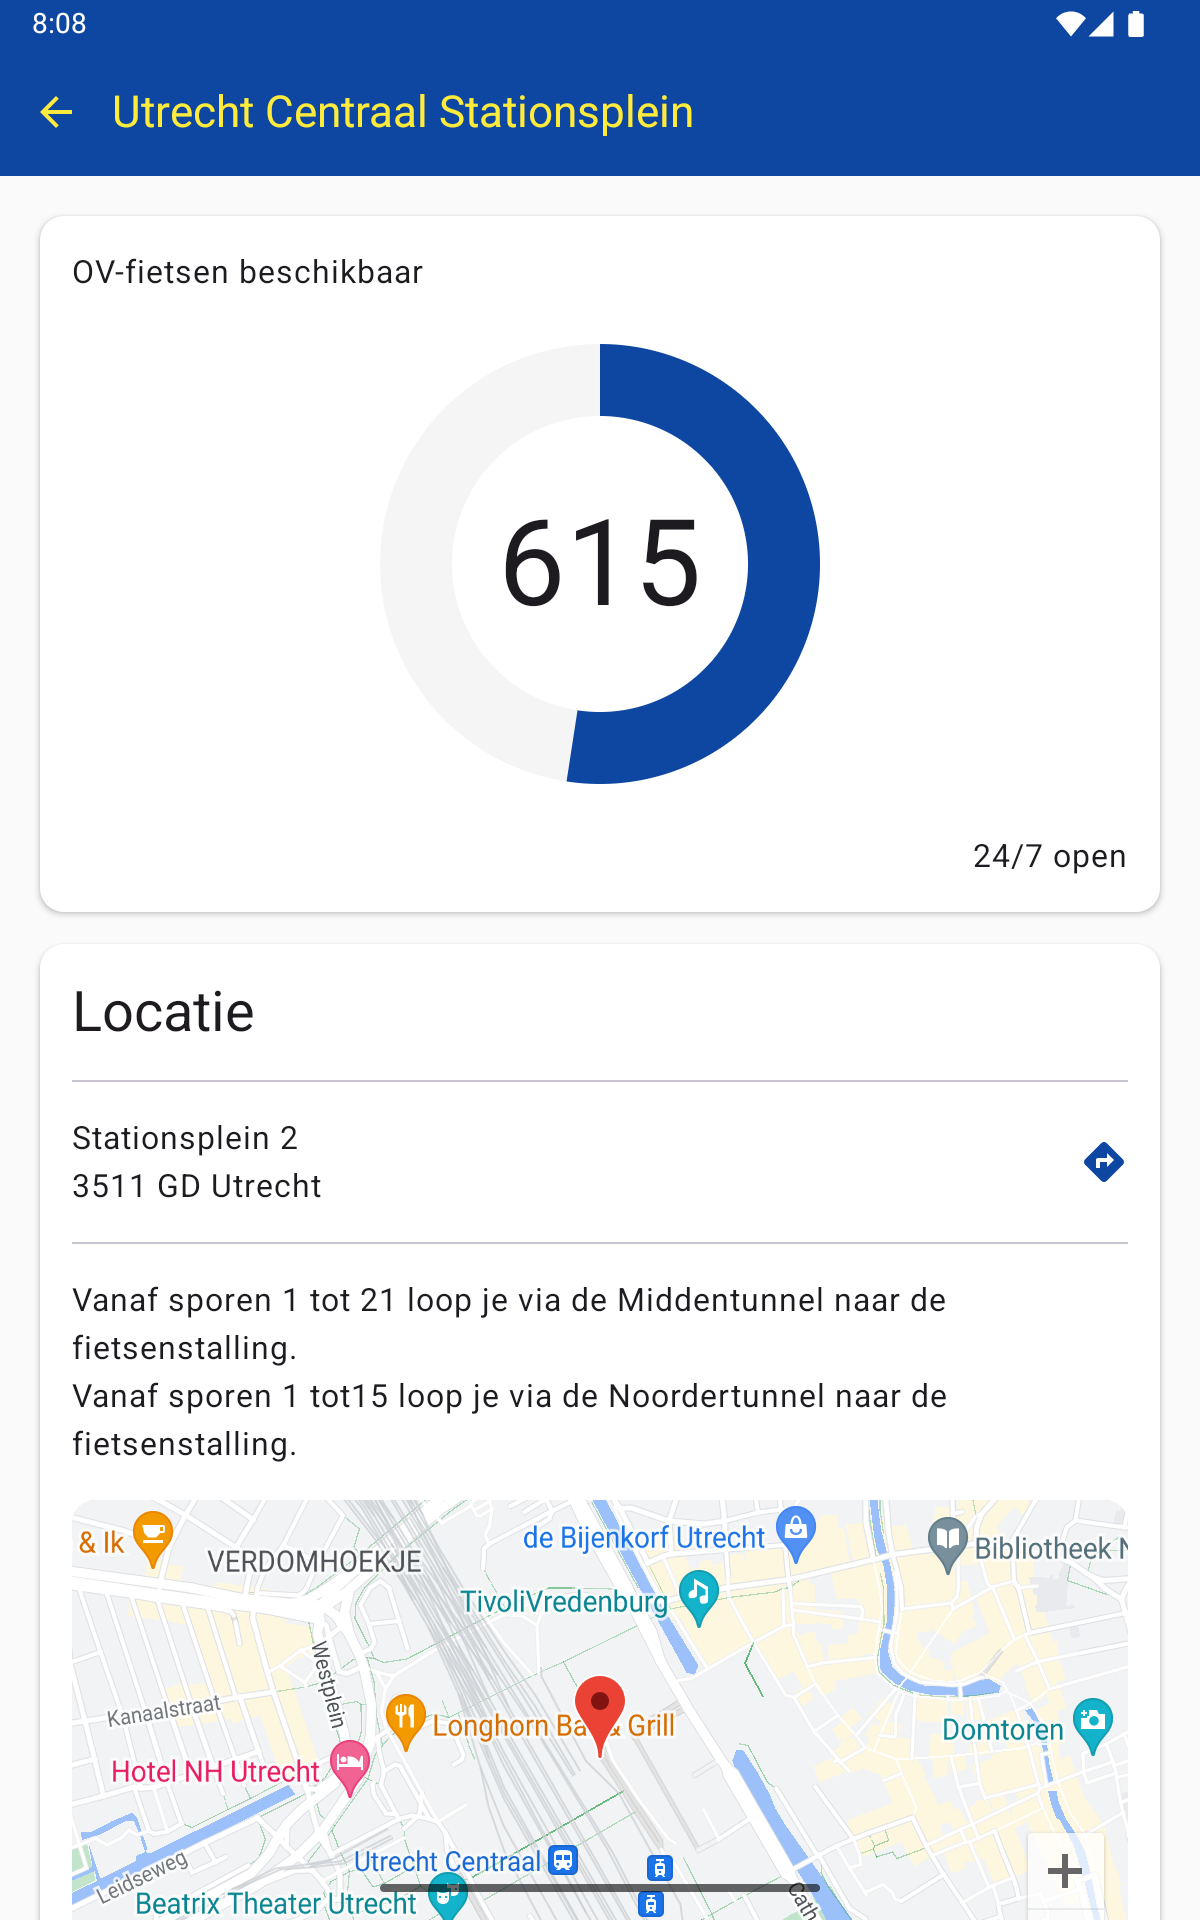 8:08
Utrecht Centraal Stationsplein
OV-fietsen beschikbaar
615
24/7 open
Locatie
Stationsplein 2
3511 GD Utrecht
Vanaf sporen 1 tot 21 loop je via de Middentunnel naar de
fietsenstalling.
Vanaf sporen 1 tot15 loop je via de Noordertunnel naar de
fietsenstalling.
& Ik
VERDOMHOEKJE
de Bijenkorf Utrecht
Bibliotheek
TivoliVredenburg
Westplein
Kanaalstraat
Longhorn & Grill
Domtoren
Hotel NH Utrecht
Utrecht Centraal
Leidseweg
Beatrix Theater Utrecht
Cath
+